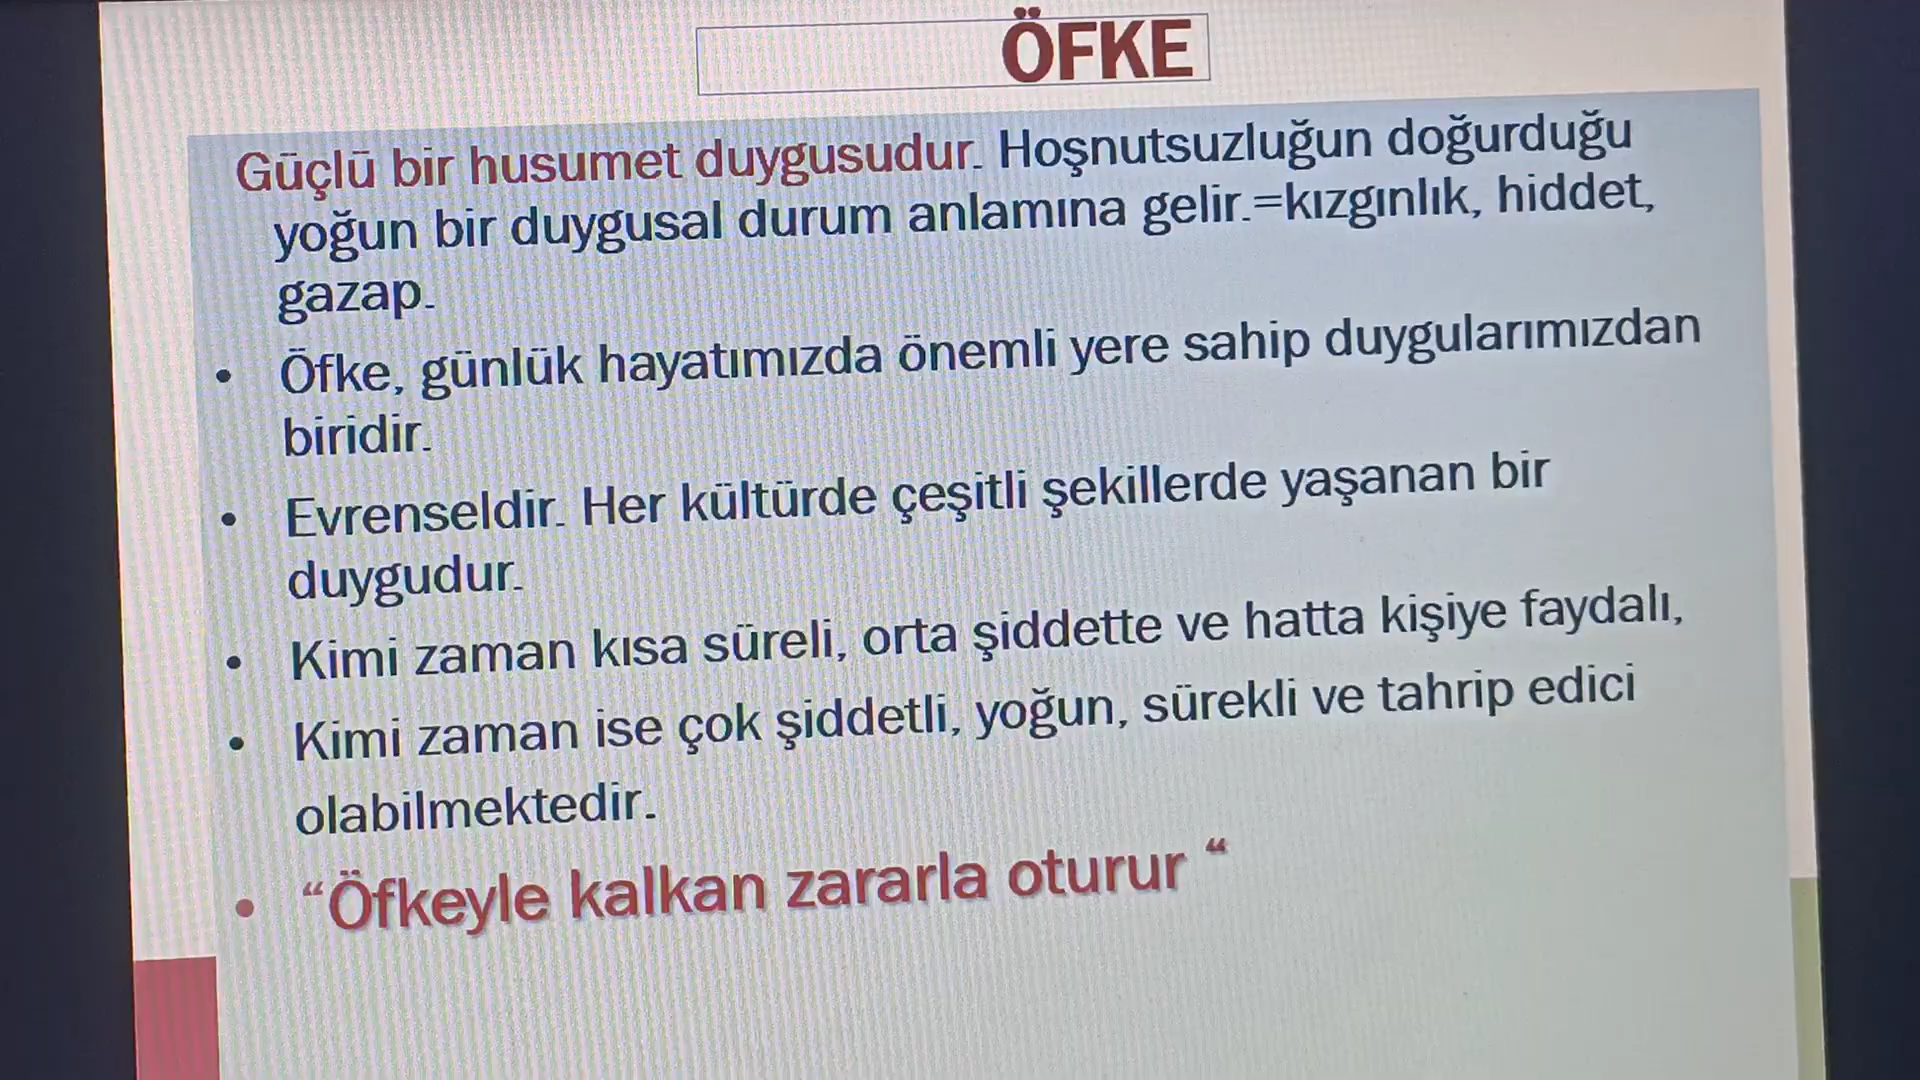 ÖFKE
Güçlü bir husumet duygusudur. Hoşnutsuzluğun doğurduğu
yoğun bir duygusal durum anlamına gelir.=kızgınlık, hiddet,
gazap.
• Öfke, günlük hayatımızda önemli yere sahip duygularımızdan
biridir.
• Evrenseldir. Her kültürde çeşitli şekillerde yaşanan bir
duygudur.
• Kimi zaman kısa süreli, orta şiddette ve hatta kişiye faydalı,
• Kimi zaman ise çok şiddetli, yoğun, sürekli ve tahrip edici
olabilmektedir.
• “Öfkeyle kalkan zararla oturur “